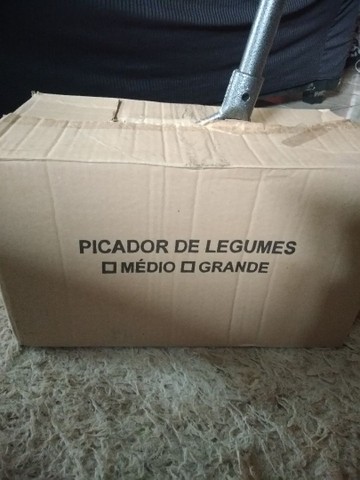 PICADOR DE LEGUMES
☐ MÉDIO ☐ GRANDE